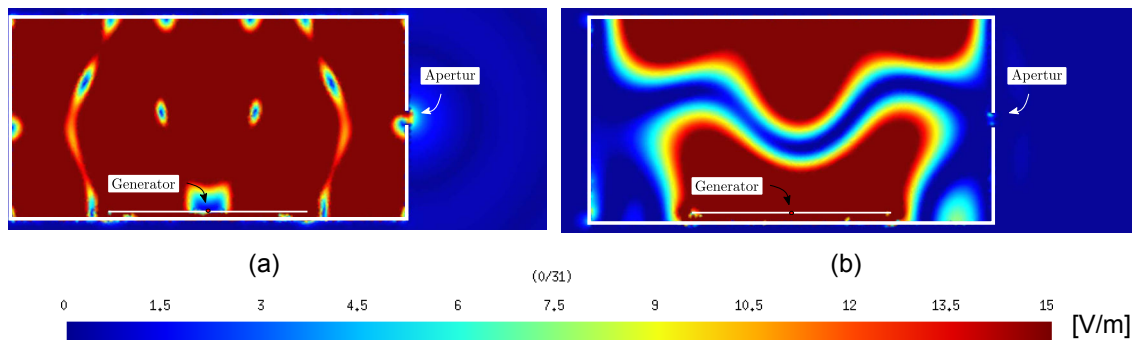 Apertur
Generator
Apertur
Generator
(a)
(b)
(0/31)
0 1.5 3 4.5 6 7.5 9 10.5 12 13.5 15
[V/m]